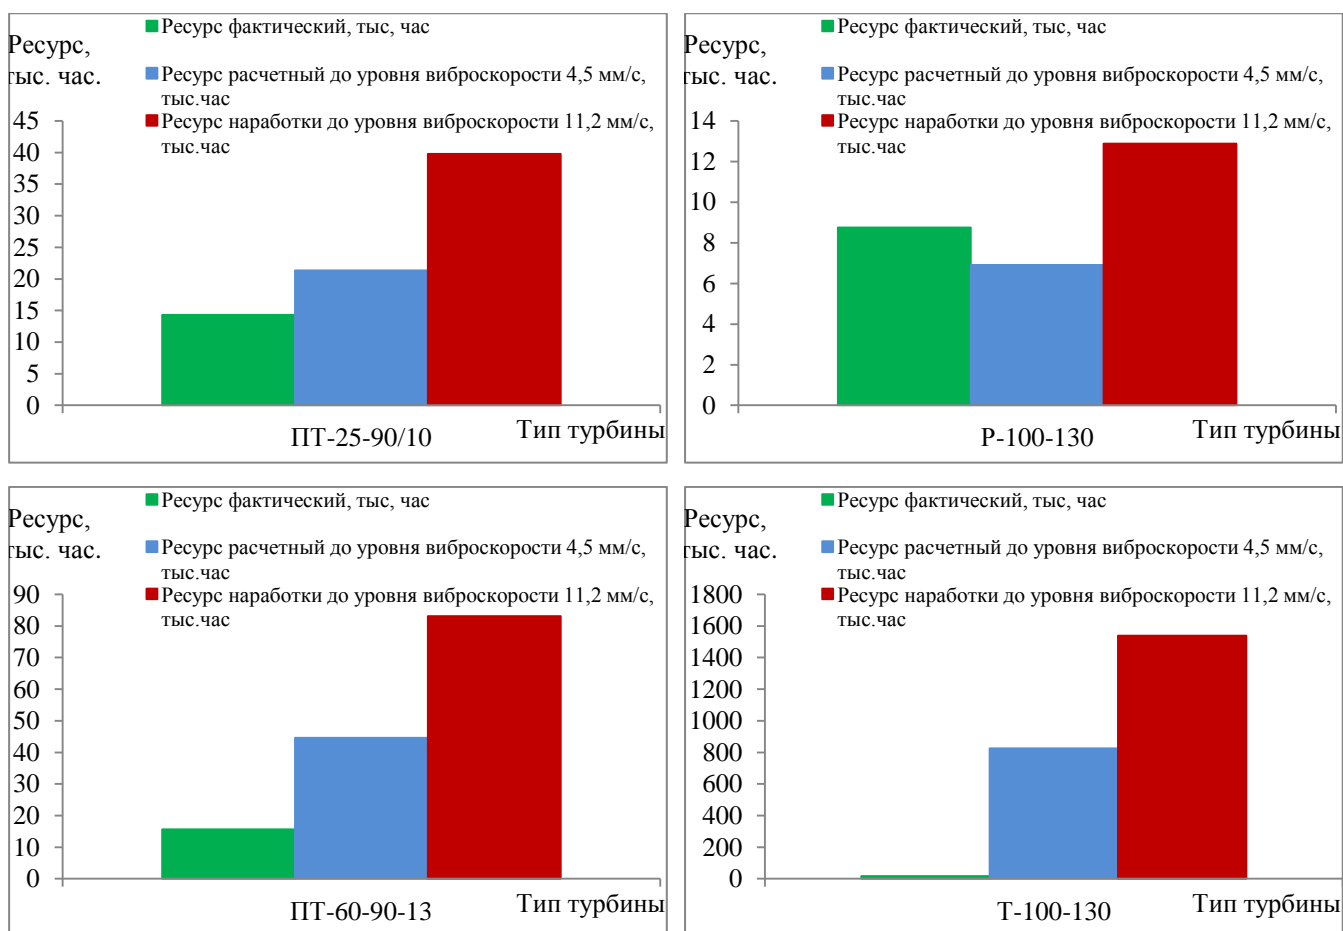 Ресурс,
тыс. час.
Ресурс фактический, тыс, час
Ресурс расчетный до уровня виброскорости 4,5 мм/с,
тыс.час
Ресурс наработки до уровня виброскорости 11,2 мм/с,
тыс.час
45
40
35
30
25
20
15
10
5
0
ПТ-25-90/10
Тип турбины
Ресурс,
тыс. час.
Ресурс фактический, тыс, час
Ресурс расчетный до уровня виброскорости 4,5 мм/с,
тыс.час
Ресурс наработки до уровня виброскорости 11,2 мм/с,
тыс.час
14
12
10
8
6
4
2
0
Р-100-130
Тип турбины
Ресурс,
тыс. час.
Ресурс фактический, тыс, час
Ресурс расчетный до уровня виброскорости 4,5 мм/с,
тыс.час
Ресурс наработки до уровня виброскорости 11,2 мм/с,
тыс.час
90
80
70
60
50
40
30
20
10
0
ПТ-60-90-13
Тип турбины
Ресурс,
тыс. час.
Ресурс фактический, тыс, час
Ресурс расчетный до уровня виброскорости 4,5 мм/с,
тыс.час
Ресурс наработки до уровня виброскорости 11,2 мм/с,
тыс.час
1800
1600
1400
1200
1000
800
600
400
200
0
Т-100-130
Тип турбины